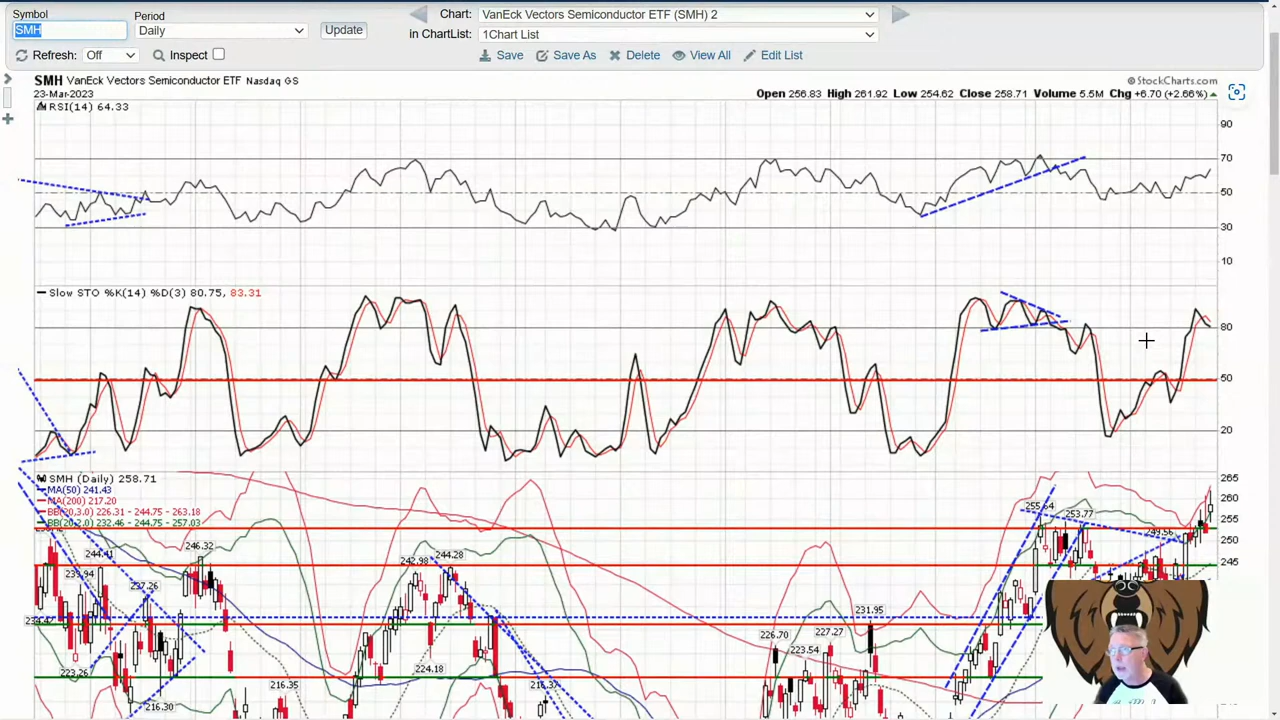 Symbol
Period
Chart: VanEck Vectors Semiconductor ETF (SMH) 2
SMH
Daily
Update
in ChartList: 1Chart List
Refresh: Off
Inspect
Save
Save As
Delete
View All
Edit List
SMH VanEck Vectors Semiconductor ETF Nasdaq GS
© StockCharts.com
23-Mar-2023
Open 256.83 High 261.92 Low 254.62 Close 258.71 Volume 5.5M Chg +6.70 (+2.66%)
RSI(14) 64.33
90
70
50
30
10
Slow STO %K(14) %D(3) 80.75, 83.31
80
50
20
SMH (Daily) 258.71
MA(50) 241.43
MA(200) 217.20
BB(20,3.0) 226.31 - 244.75 - 263.18
BB(20,2.0) 232.46 - 244.75 - 257.03
265
260
255
250
245
255.64
253.77
249.56
244.41
246.32
242.98
244.28
239.94
237.26
234.47
223.26
216.30
216.35
224.18
216.37
226.70
223.54
227.27
231.95